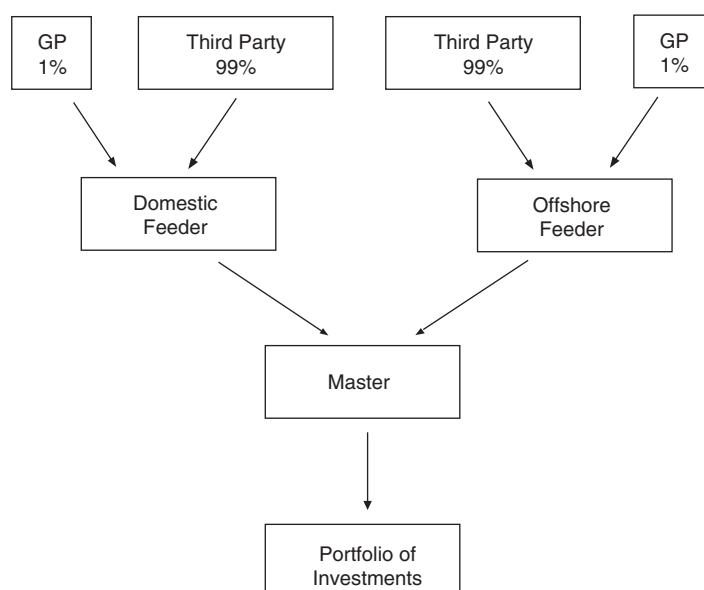 GP
1%
Third Party
99%
Third Party
99%
GP
1%
Domestic
Feeder
Offshore
Feeder
Master
Portfolio of
Investments